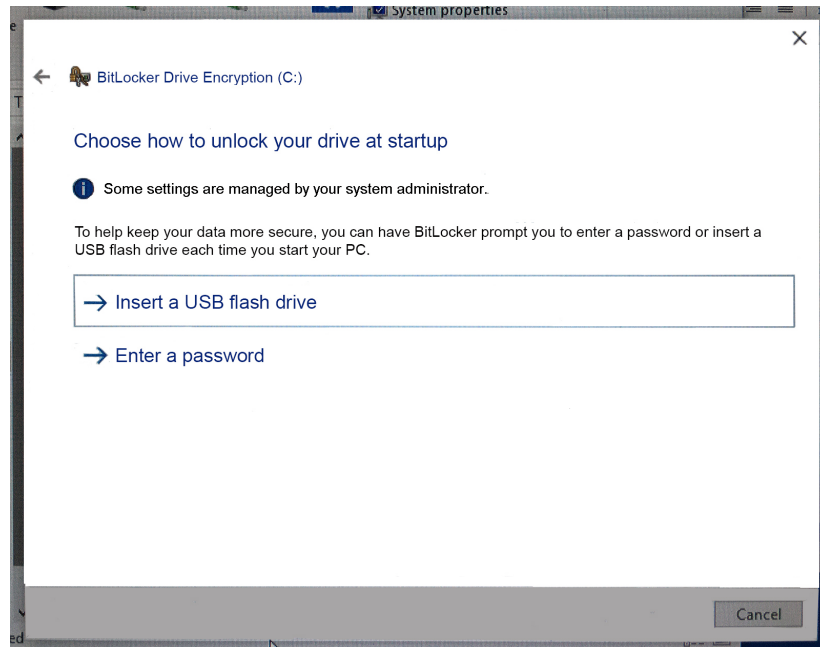 System properties
e
BitLocker Drive Encryption (C:)
T
Choose how to unlock your drive at startup
Some settings are managed by your system administrator.
To help keep your data more secure, you can have BitLocker prompt you to enter a password or insert a
USB flash drive each time you start your PC.
Insert a USB flash drive
Enter a password
Cancel
ed